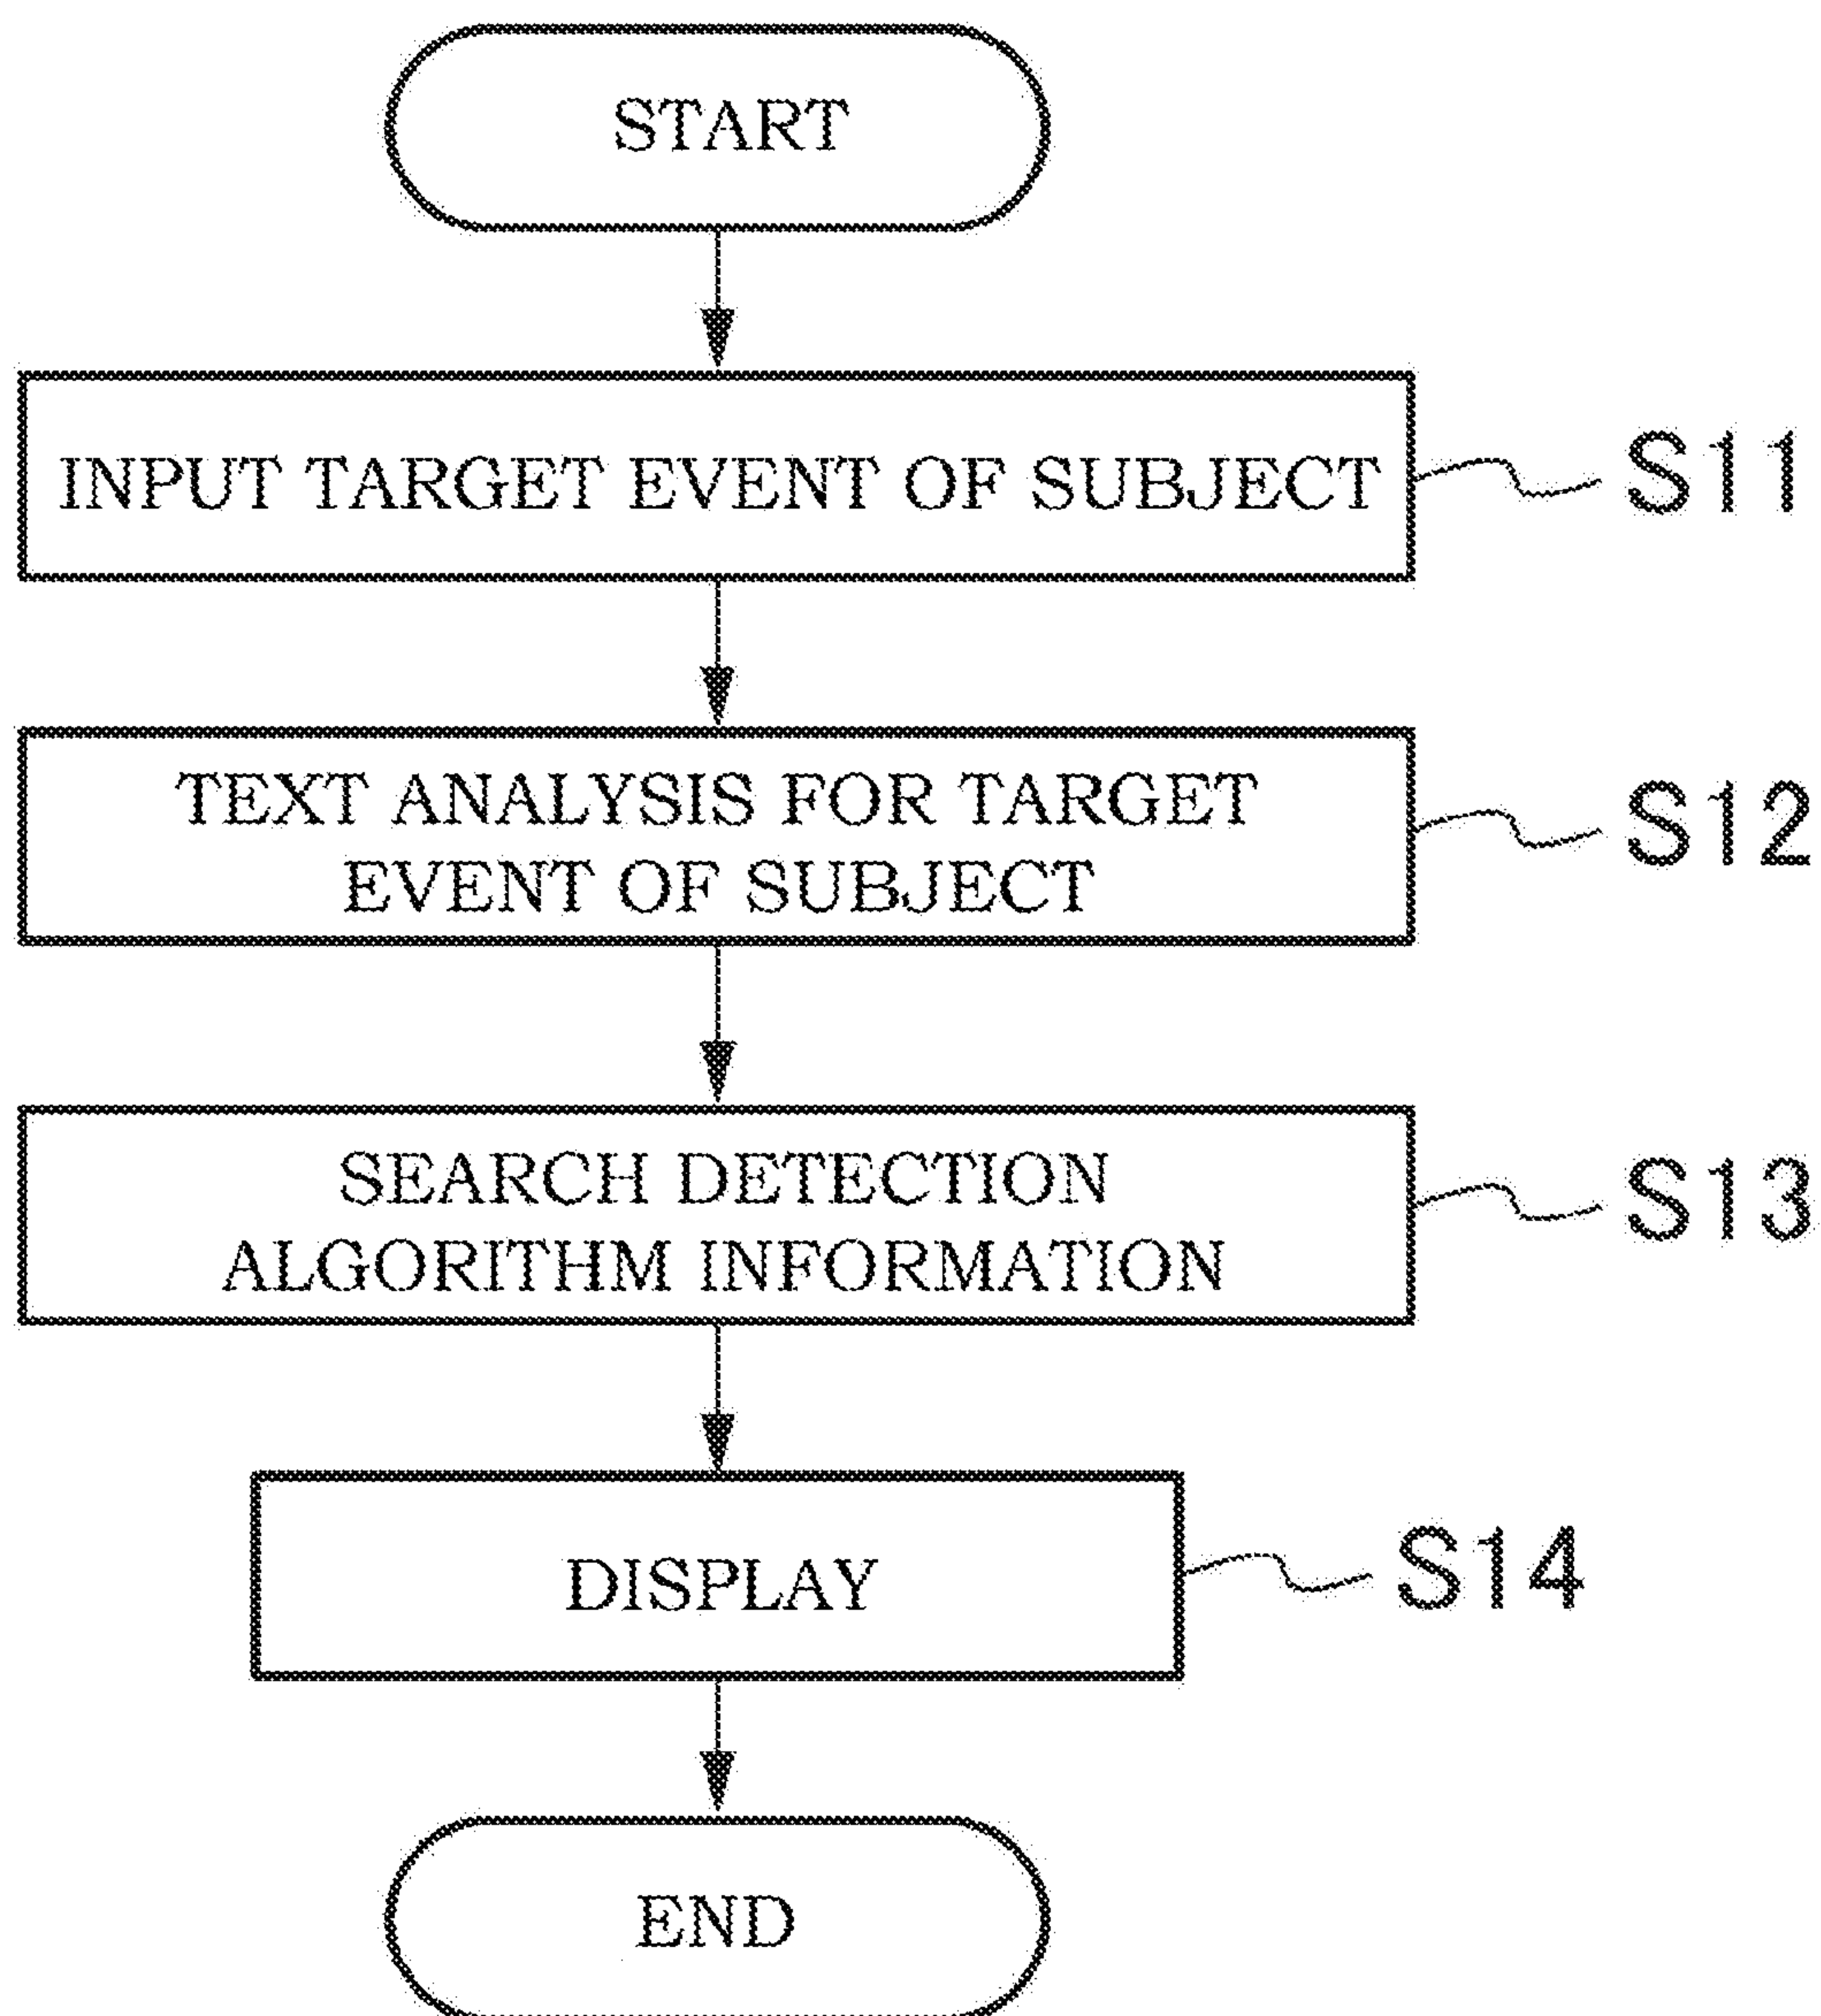 START
INPUT TARGET EVENT OF SUBJECT
S11
TEXT ANALYSIS FOR TARGET
EVENT OF SUBJECT
S12
SEARCH DETECTION
ALGORITHM INFORMATION
S13
DISPLAY
S14
END